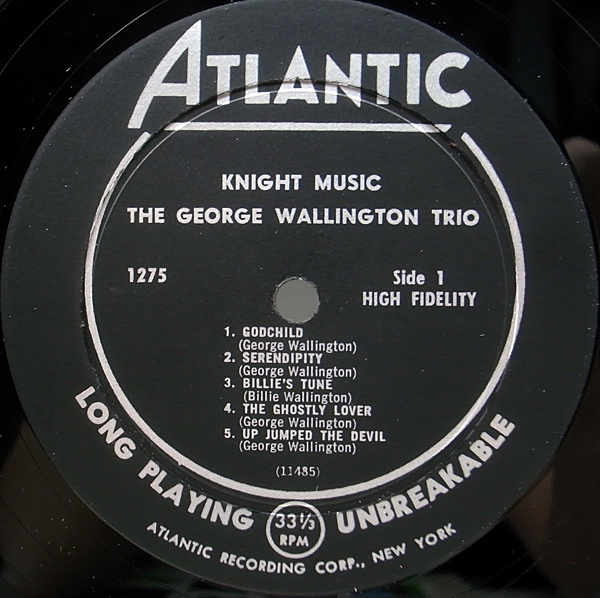 ATLANTIC
KNIGHT MUSIC
THE GEORGE WALLINGTON TRIO
1275
Side 1
HIGH FIDELITY
1. GODCHILD
(George Wallington)
2. SERENDIPITY
(George Wallington)
3. BILLIE'S TUNE
(Billie Wallington)
4. THE GHOSTLY LOVER
(George Wallington)
5. UP JUMPED THE DEVIL
(George Wallington)
(11485)
LONG PLAYING
33 1/3
RPM
UNBREAKABLE
ATLANTIC RECORDING CORP., NEW YORK